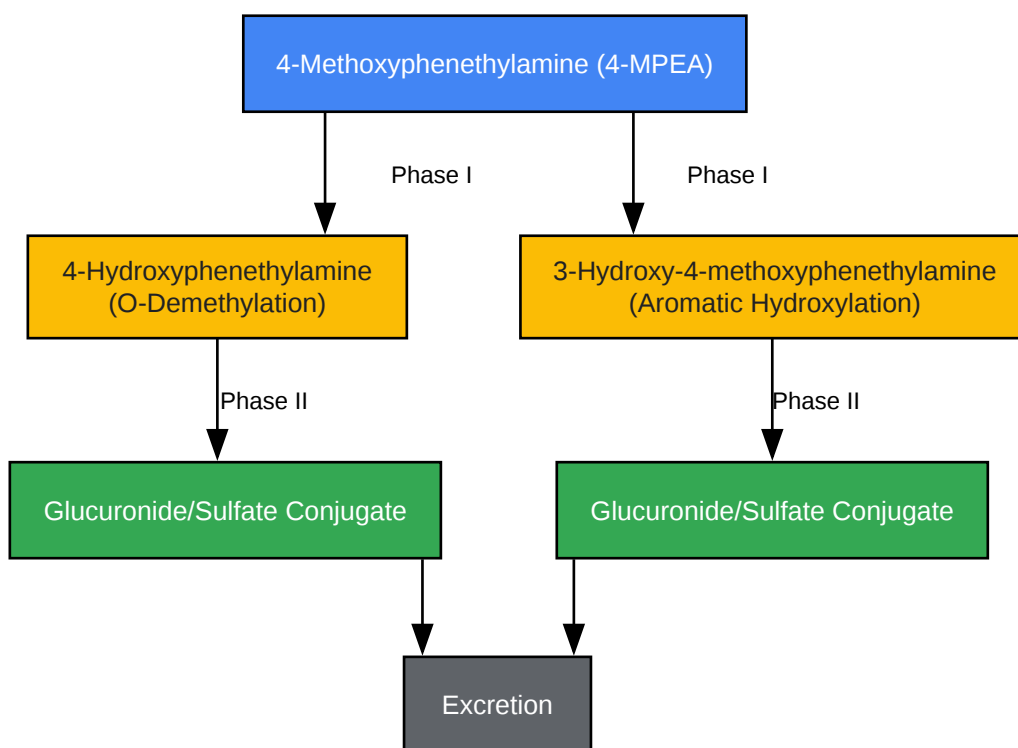 4-Methoxyphenethylamine (4-MPEA)
Phase I
Phase I
4-Hydroxyphenethylamine
(O-Demethylation)
3-Hydroxy-4-methoxyphenethylamine
(Aromatic Hydroxylation)
Phase II
Phase II
Glucuronide/Sulfate Conjugate
Glucuronide/Sulfate Conjugate
Excretion